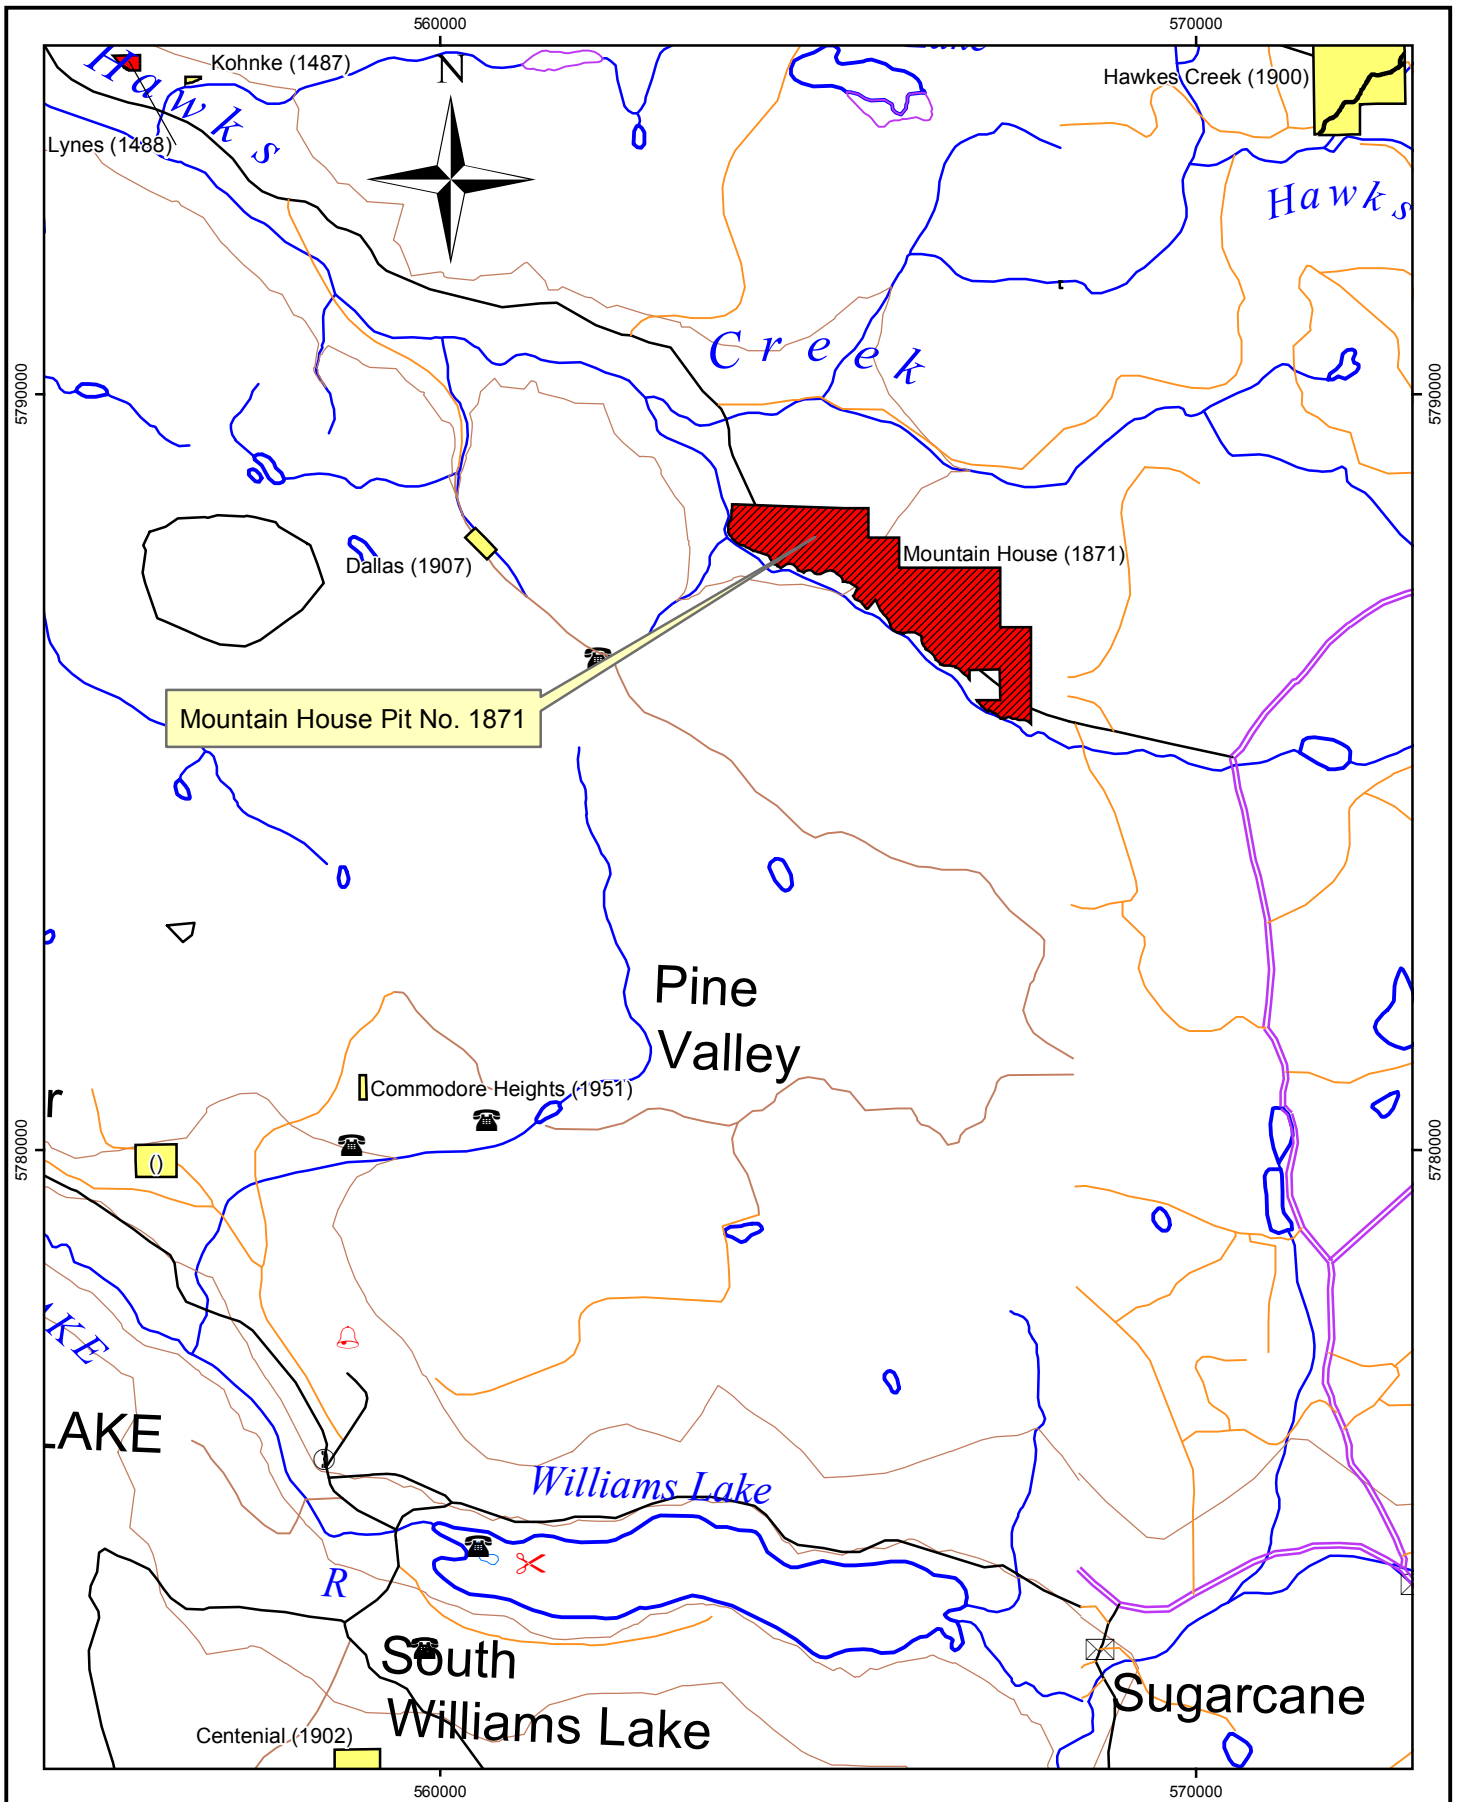 560000
570000
Lake
Kohnke (1487)
N
Hawkes Creek (1900)
Hawks
Lynes (1488)
Hawks
Creek
5790000
5790000
Mountain House (1871)
Dallas (1907)
Mountain House Pit No. 1871
Pine
Valley
Commodore Heights (1951)
r
5780000
5780000
()
AKE
LAKE
Williams Lake
R
South
Williams Lake
Sugarcane
Centenial (1902)
560000
570000